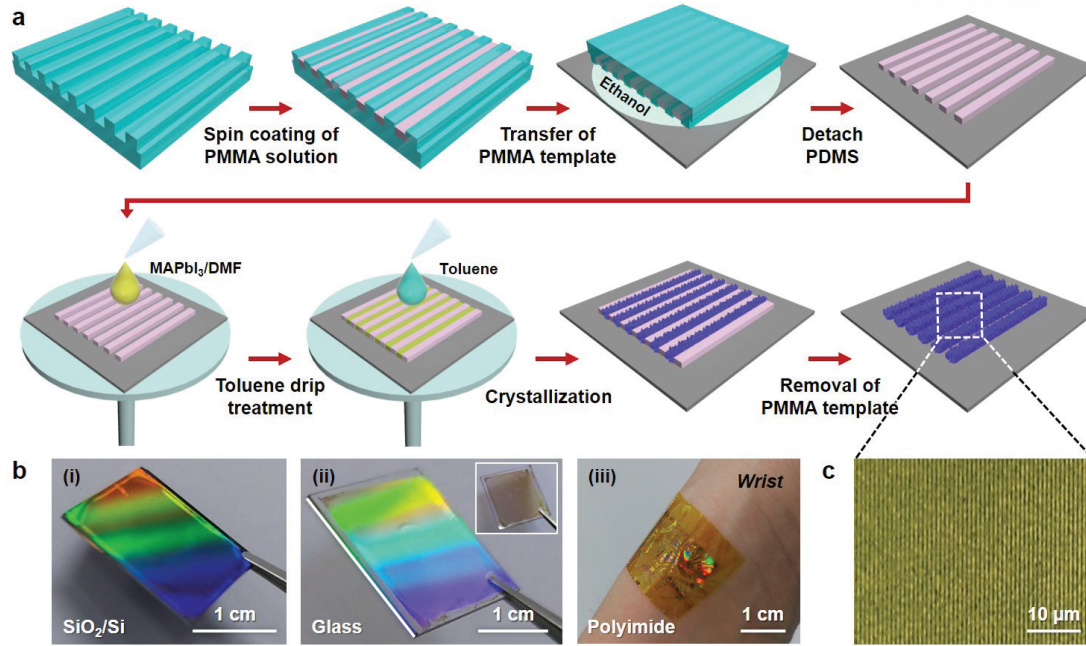 a
Ethanol
Spin coating of
PMMA solution
Transfer of
PMMA template
Detach
PDMS
MAPbI₃/DMF
Toluene
Toluene drip
treatment
Crystallization
Removal of
PMMA template
b
(i)
SiO₂/Si
1 cm
(ii)
Glass
1 cm
(iii)
Wrist
Polyimide
1 cm
c
10 µm